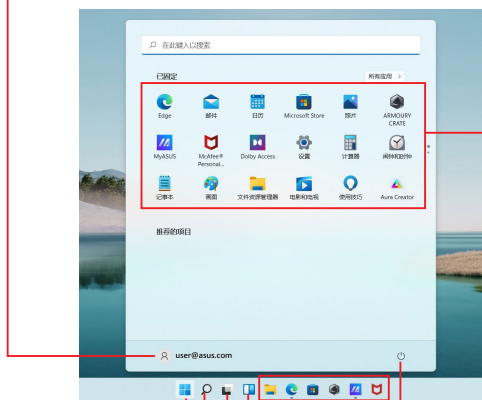 在此键入以搜索
已固定
所有应用 >
Edge
邮件
日历
Microsoft Store
照片
ARMOURY CRATE
MyASUS
McAfee® Personal...
Dolby Access
设置
计算器
闹钟和时钟
记事本
画图
文件资源管理器
电影和电视
使用技巧
Aura Creator
推荐的项目
user@asus.com